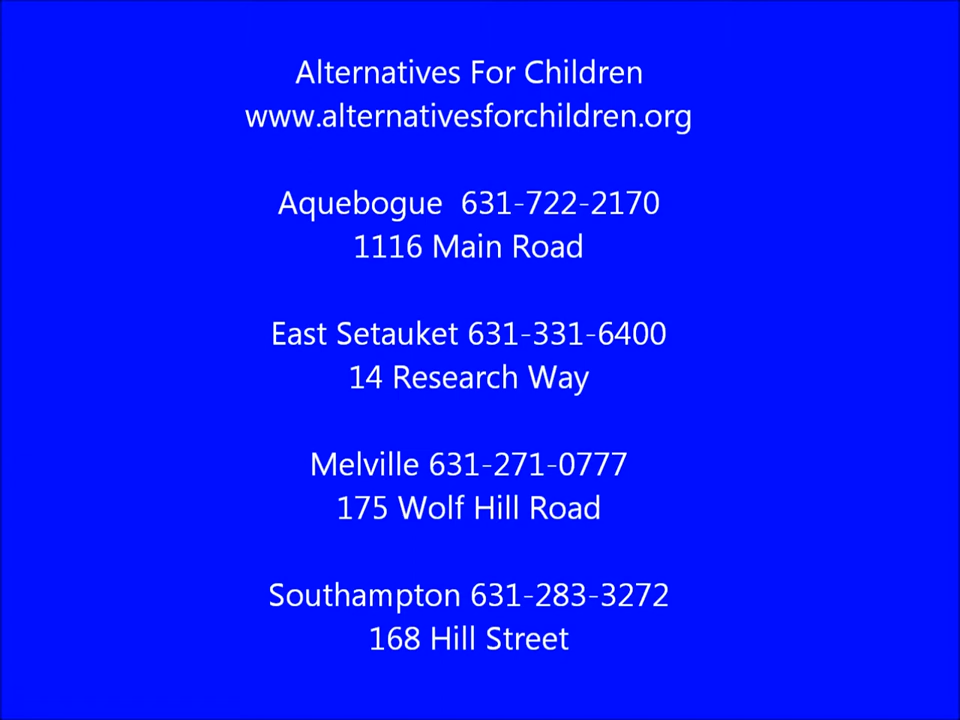 Alternatives For Children
www.alternativesforchildren.org
Aquebogue  631-722-2170
1116 Main Road
East Setauket 631-331-6400
14 Research Way
Melville 631-271-0777
175 Wolf Hill Road
Southampton 631-283-3272
168 Hill Street